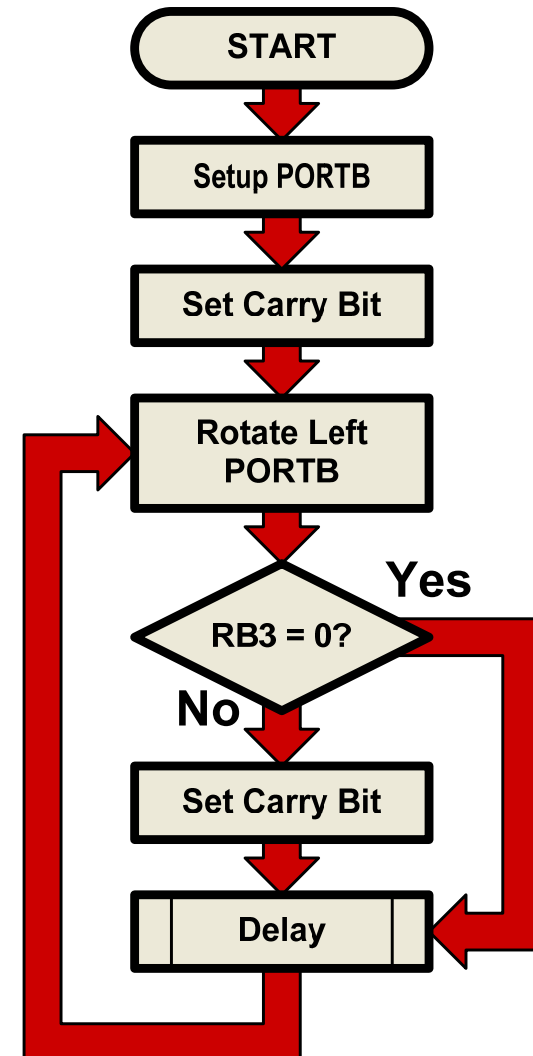 START
Setup PORTB
Set Carry Bit
Rotate Left
PORTB
Yes
RB3 = 0?
No
Set Carry Bit
Delay